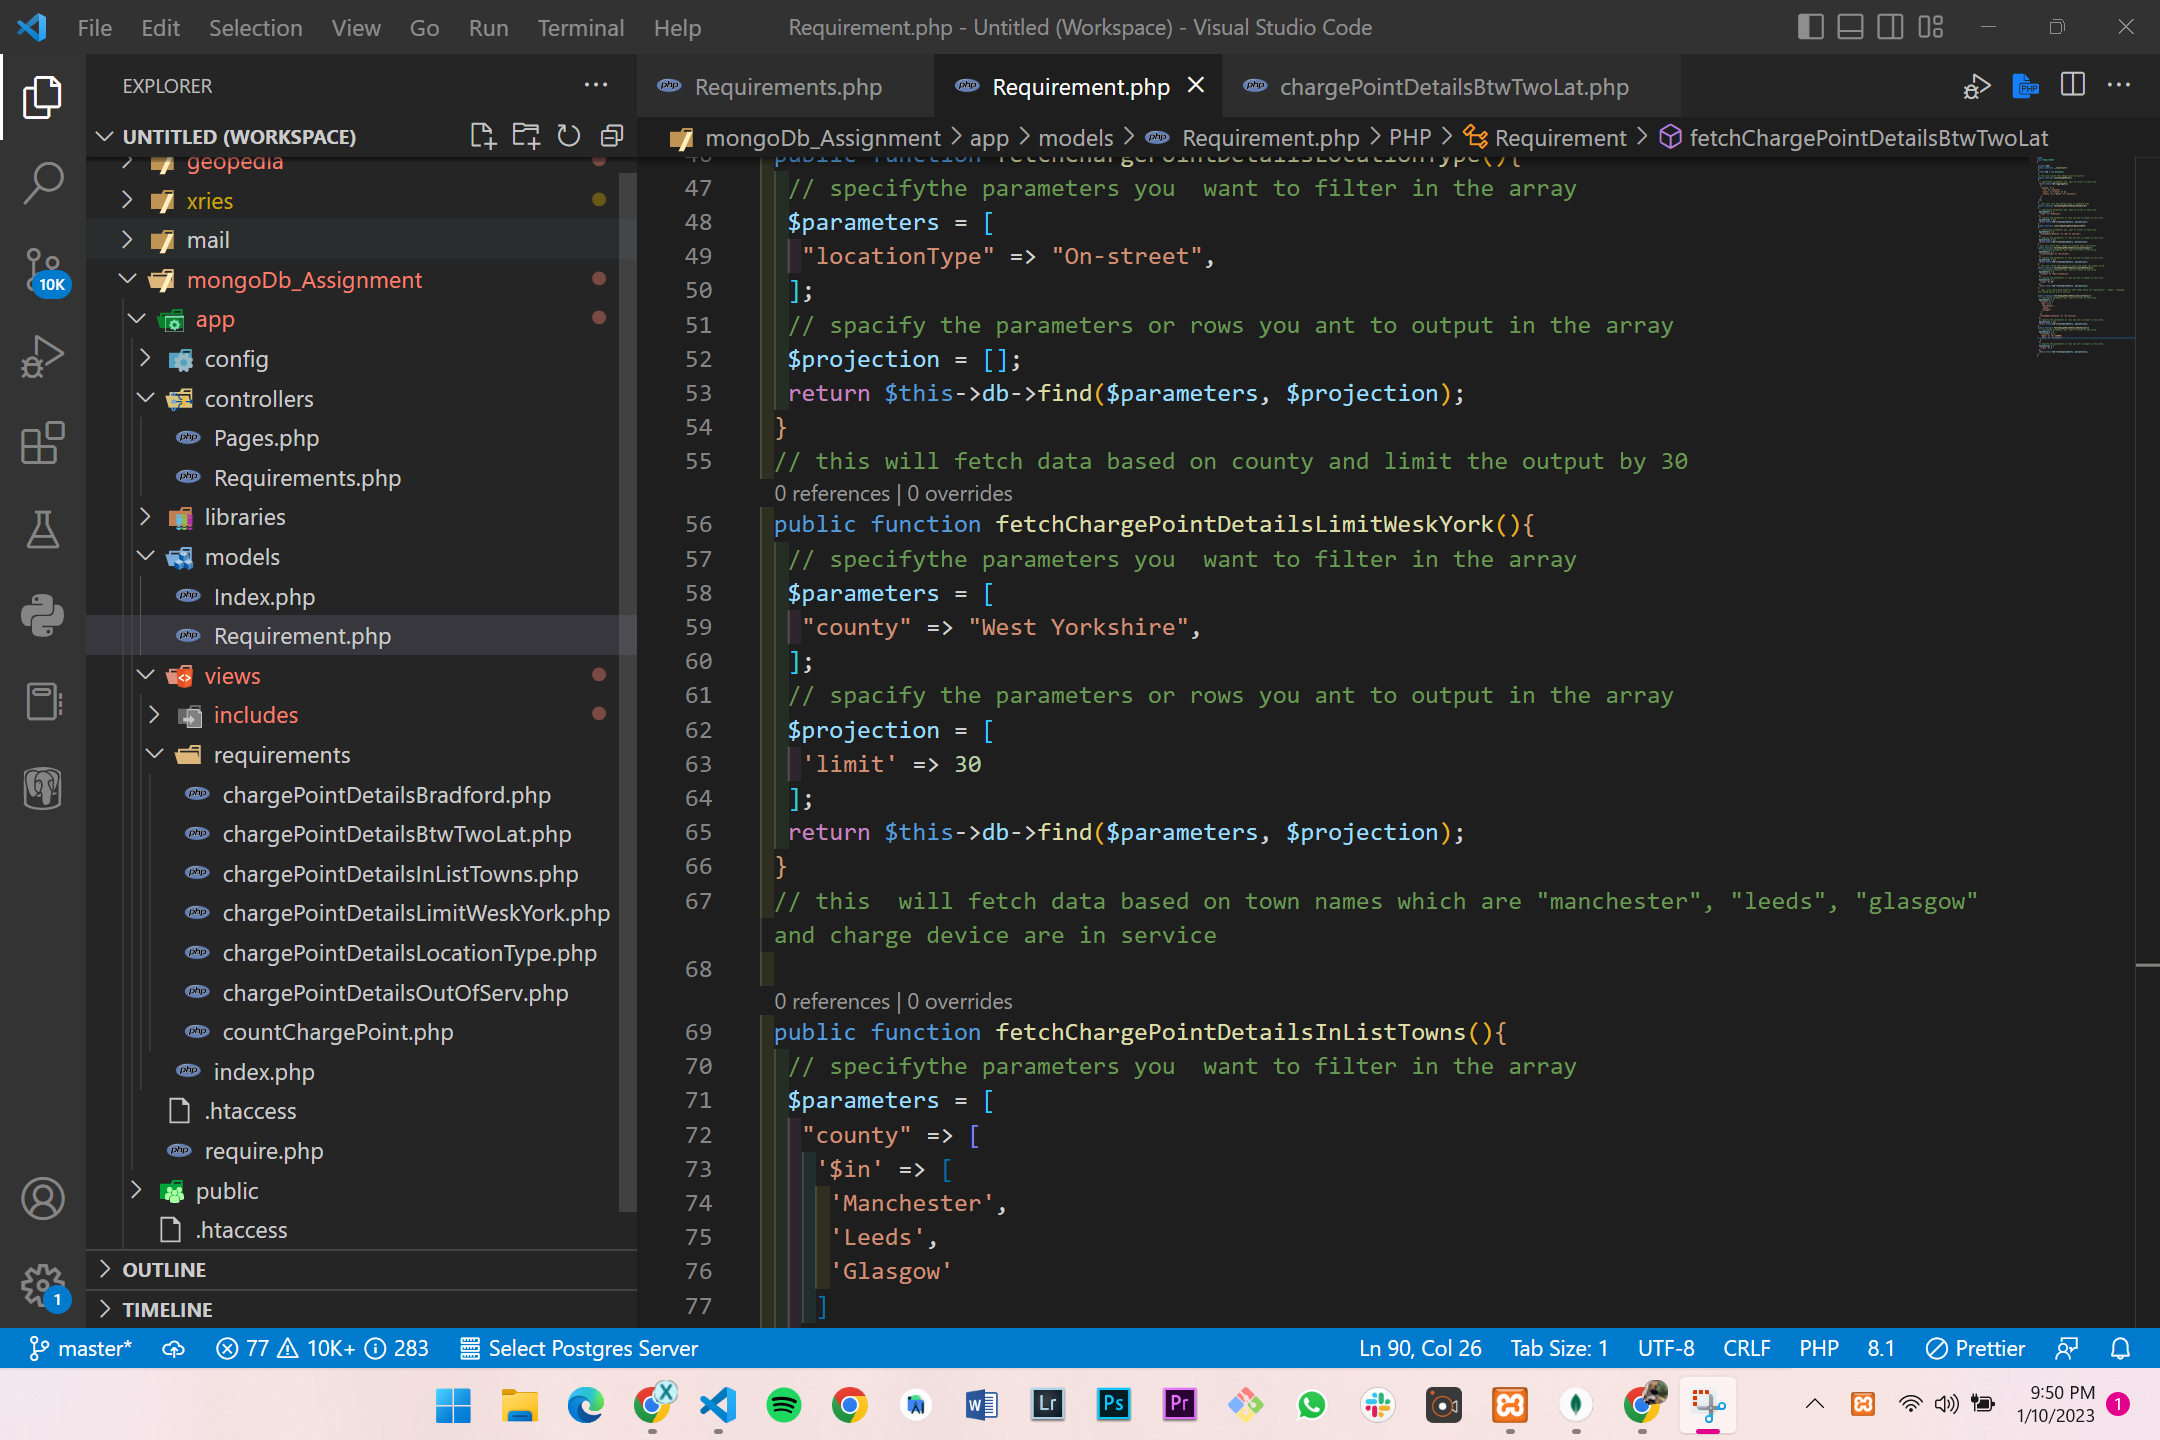 File Edit Selection View Go Run Terminal Help
Requirement.php - Untitled (Workspace) - Visual Studio Code
EXPLORER
UNTITLED (WORKSPACE)
geopedia
xries
mail
mongoDb_Assignment
app
config
controllers
Pages.php
Requirements.php
libraries
models
Index.php
Requirement.php
views
includes
requirements
chargePointDetailsBradford.php
chargePointDetailsBtwTwoLat.php
chargePointDetailsInListTowns.php
chargePointDetailsLimitWeskYork.php
chargePointDetailsLocationType.php
chargePointDetailsOutOfServ.php
countChargePoint.php
index.php
.htaccess
require.php
public
.htaccess
OUTLINE
TIMELINE
10K
1
Requirements.php Requirement.php chargePointDetailsBtwTwoLat.php
mongoDb_Assignment > app > models > Requirement.php > PHP > Requirement > fetchChargePointDetailsBtwTwoLat
46 public function fetchChargePointDetailsLocationType(){
47 // specifythe parameters you  want to filter in the array
48 $parameters = [
49 "locationType" => "On-street",
50 ];
51 // spacify the parameters or rows you ant to output in the array
52 $projection = [];
53 return $this->db->find($parameters, $projection);
54 }
55 // this will fetch data based on county and limit the output by 30
0 references | 0 overrides
56 public function fetchChargePointDetailsLimitWeskYork(){
57 // specifythe parameters you  want to filter in the array
58 $parameters = [
59 "county" => "West Yorkshire",
60 ];
61 // spacify the parameters or rows you ant to output in the array
62 $projection = [
63 'limit' => 30
64 ];
65 return $this->db->find($parameters, $projection);
66 }
67 // this  will fetch data based on town names which are "manchester", "leeds", "glasgow"
and charge device are in service
68
0 references | 0 overrides
69 public function fetchChargePointDetailsInListTowns(){
70 // specifythe parameters you  want to filter in the array
71 $parameters = [
72 "county" => [
73 '$in' => [
74 'Manchester',
75 'Leeds',
76 'Glasgow'
77 ]
master* 77 10K+ 283 Select Postgres Server Ln 90, Col 26 Tab Size: 1 UTF-8 CRLF PHP 8.1 Prettier
X W Lr Ps Pr
9:50 PM
1/10/2023
1